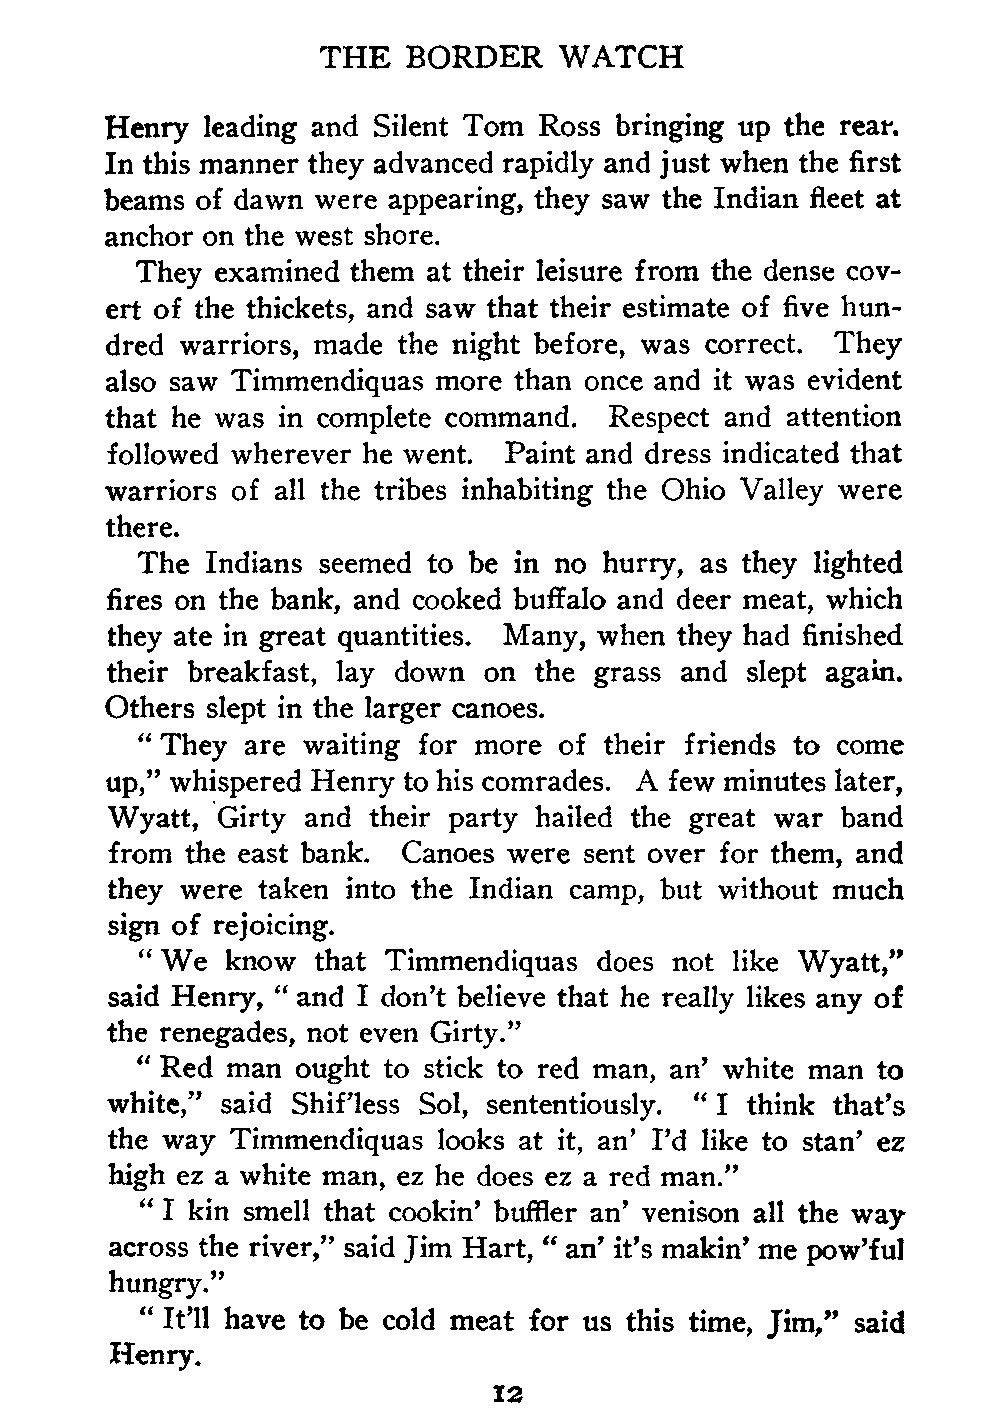 THE BORDER WATCH
Henry leading and Silent Tom Ross bringing up the rear.
In this manner they advanced rapidly and just when the first
beams of dawn were appearing, they saw the Indian fleet at
anchor on the west shore.
They examined them at their leisure from the dense cov-
ert of the thickets, and saw that their estimate of five hun-
dred warriors, made the night before, was correct. They
also saw Timmendiquas more than once and it was evident
that he was in complete command. Respect and attention
followed wherever he went. Paint and dress indicated that
warriors of all the tribes inhabiting the Ohio Valley were
there.
The Indians seemed to be in no hurry, as they lighted
fires on the bank, and cooked buffalo and deer meat, which
they ate in great quantities. Many, when they had finished
their breakfast, lay down on the grass and slept again.
Others slept in the larger canoes.
“ They are waiting for more of their friends to come
up,” whispered Henry to his comrades. A few minutes later,
Wyatt, Girty and their party hailed the great war band
from the east bank. Canoes were sent over for them, and
they were taken into the Indian camp, but without much
sign of rejoicing.
“ We know that Timmendiquas does not like Wyatt,”
said Henry, “ and I don’t believe that he really likes any of
the renegades, not even Girty.”
“ Red man ought to stick to red man, an’ white man to
white,” said Shif’less Sol, sententiously. “ I think that’s
the way Timmendiquas looks at it, an’ I’d like to stan’ ez
high ez a white man, ez he does ez a red man.”
“ I kin smell that cookin’ buffler an’ venison all the way
across the river,” said Jim Hart, “ an’ it’s makin’ me pow’ful
hungry.”
“ It’ll have to be cold meat for us this time, Jim,” said
Henry.
12